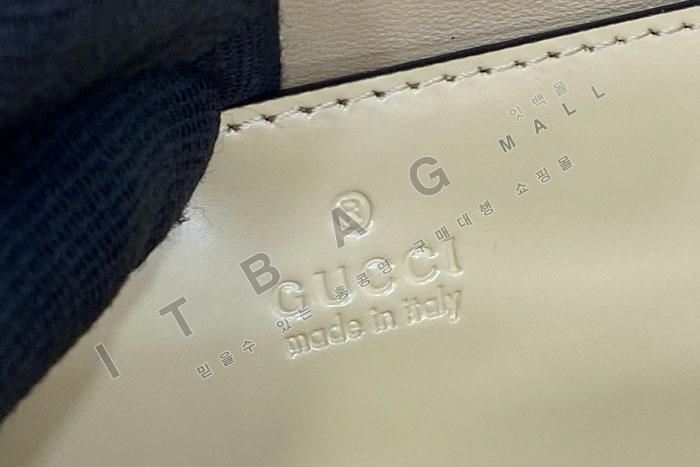 잇백몰
ITBAG MALL
믿을수 있는 홍콩명 구매대행 쇼핑몰
®
GUCCI
made in italy